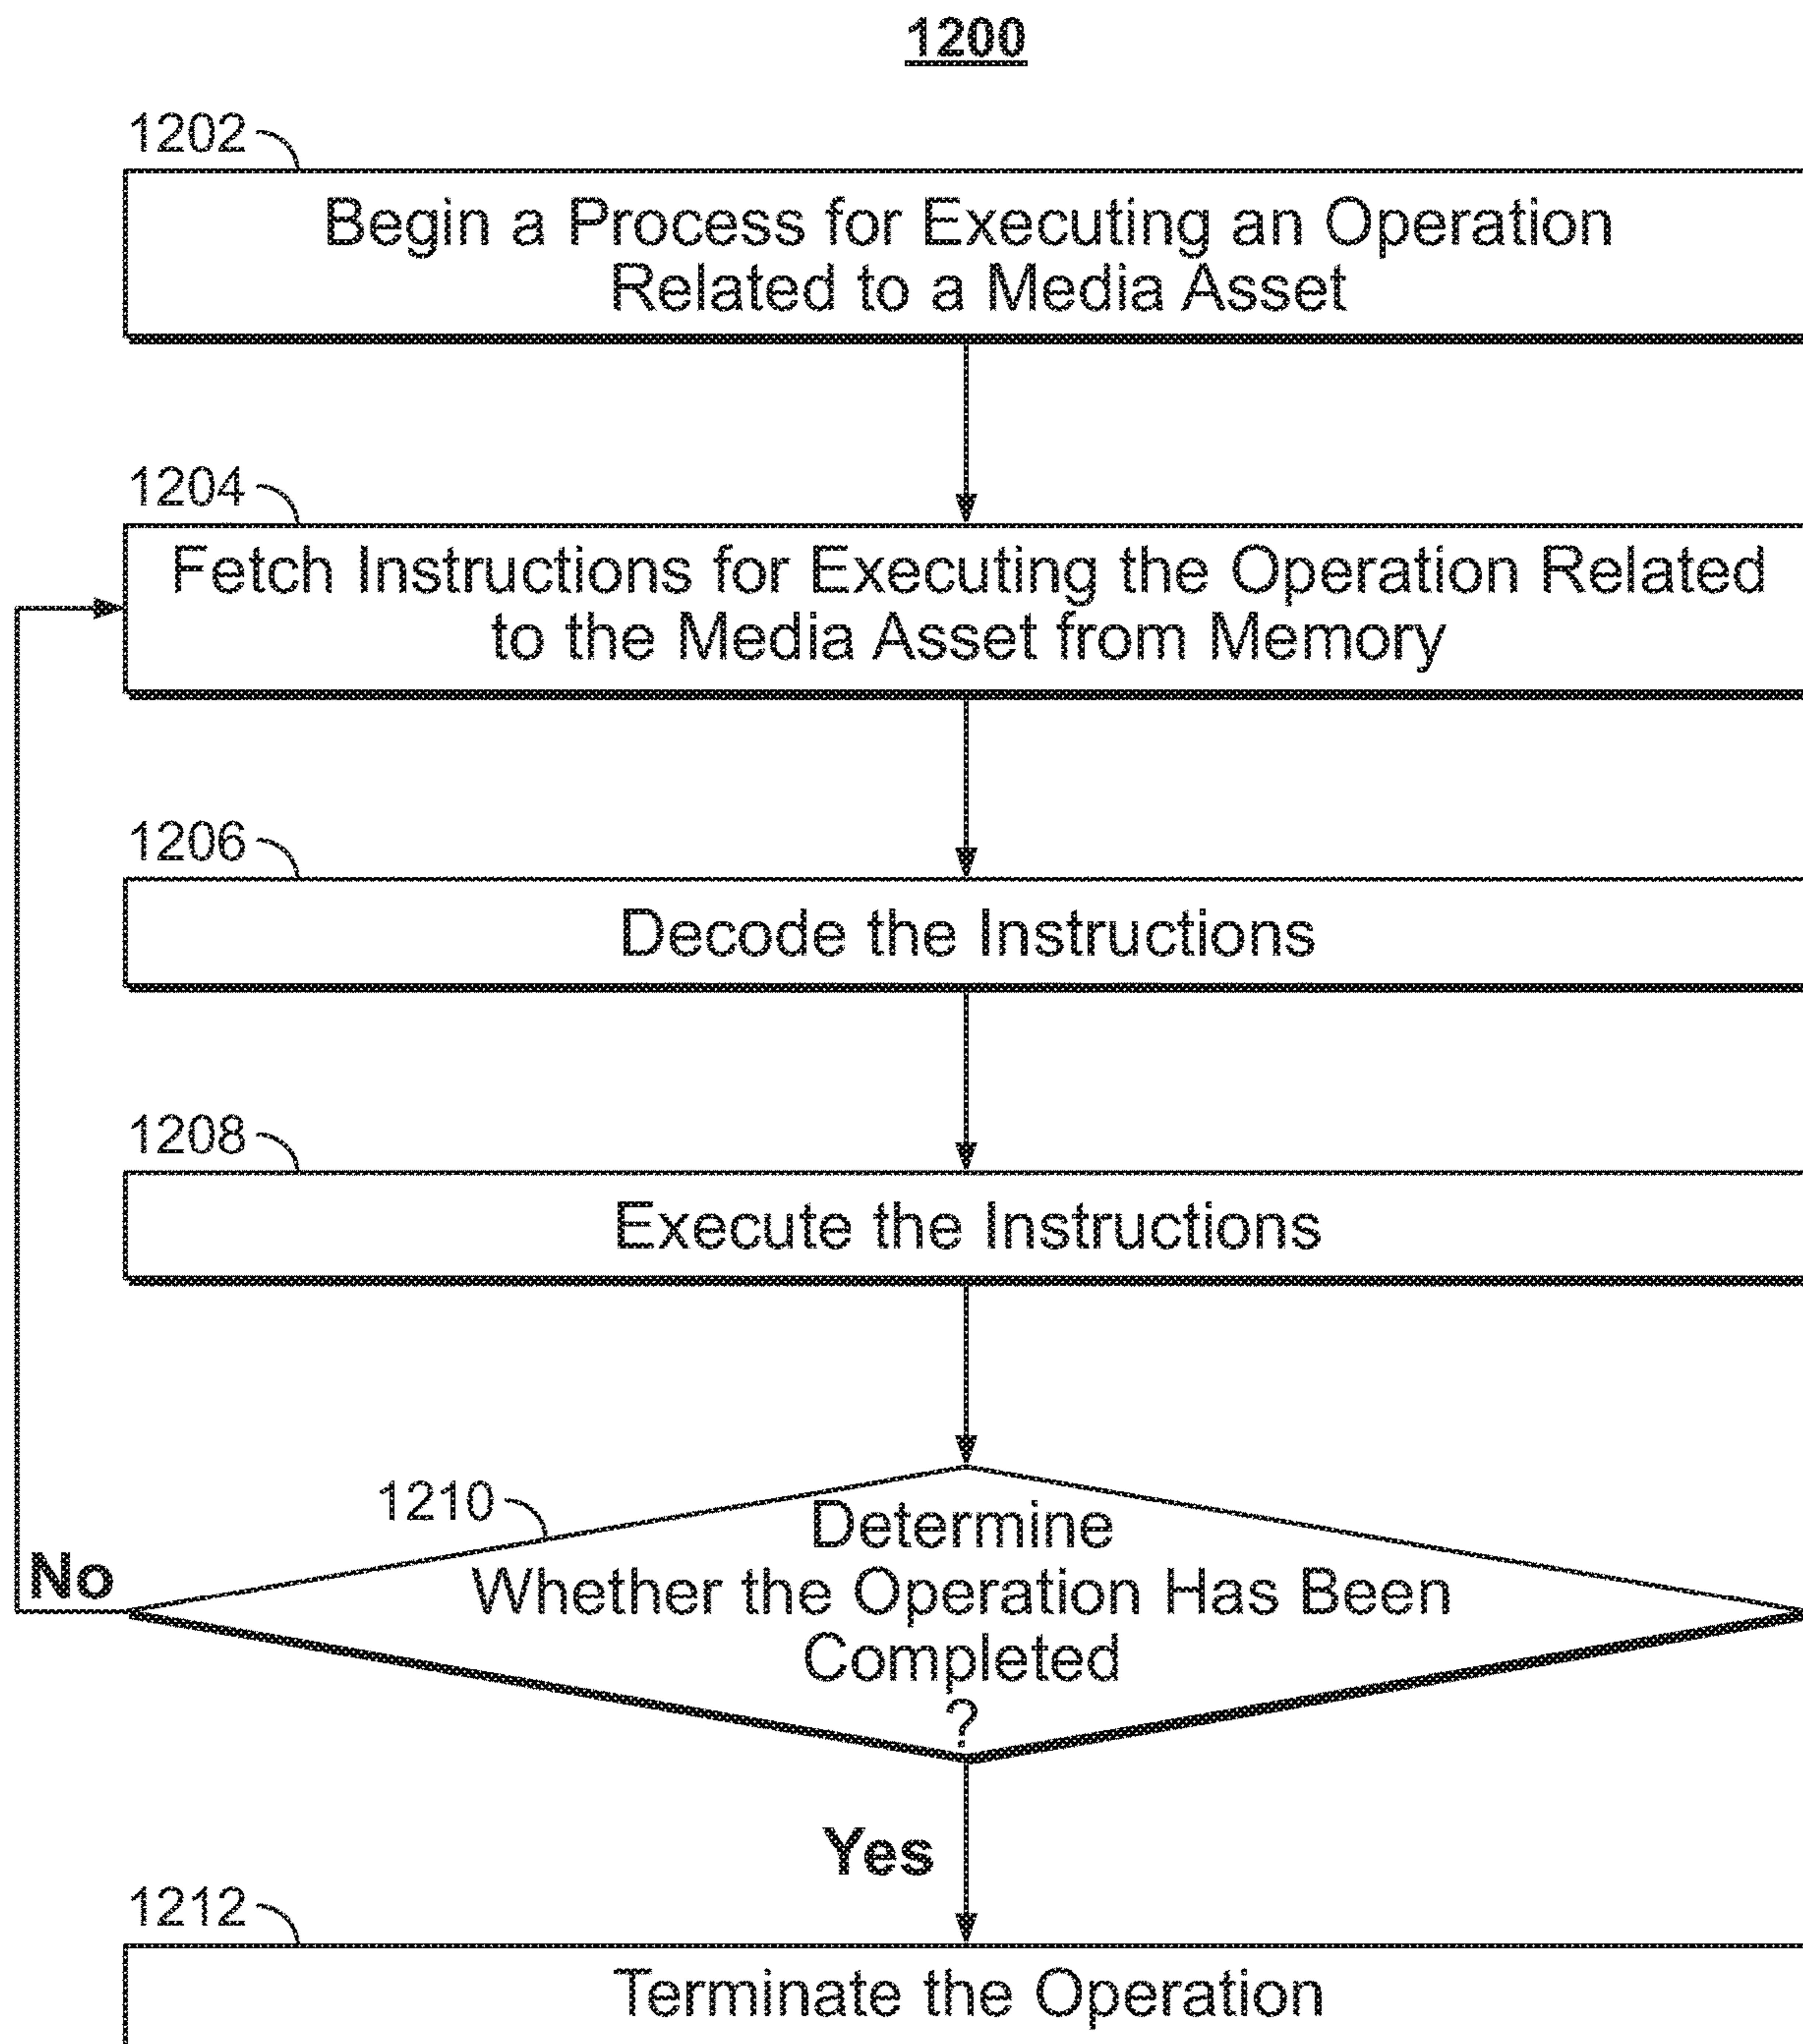 1200
1202
Begin a Process for Executing an Operation
Related to a Media Asset
1204
Fetch Instructions for Executing the Operation Related
to the Media Asset from Memory
1206
Decode the Instructions
1208
Execute the Instructions
1210
Determine
Whether the Operation Has Been
Completed
?
No
Yes
1212
Terminate the Operation